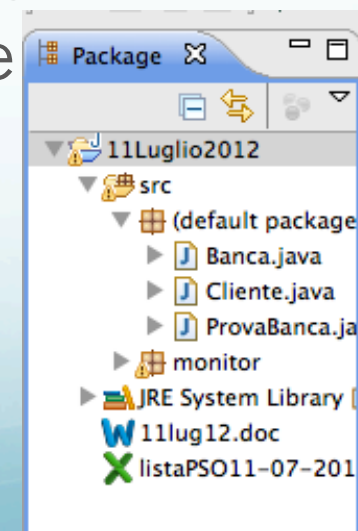 e
Package
11Luglio2012
src
(default package
Banca.java
Cliente.java
ProvaBanca.ja
monitor
JRE System Library [
11lug12.doc
listaPSO11-07-201